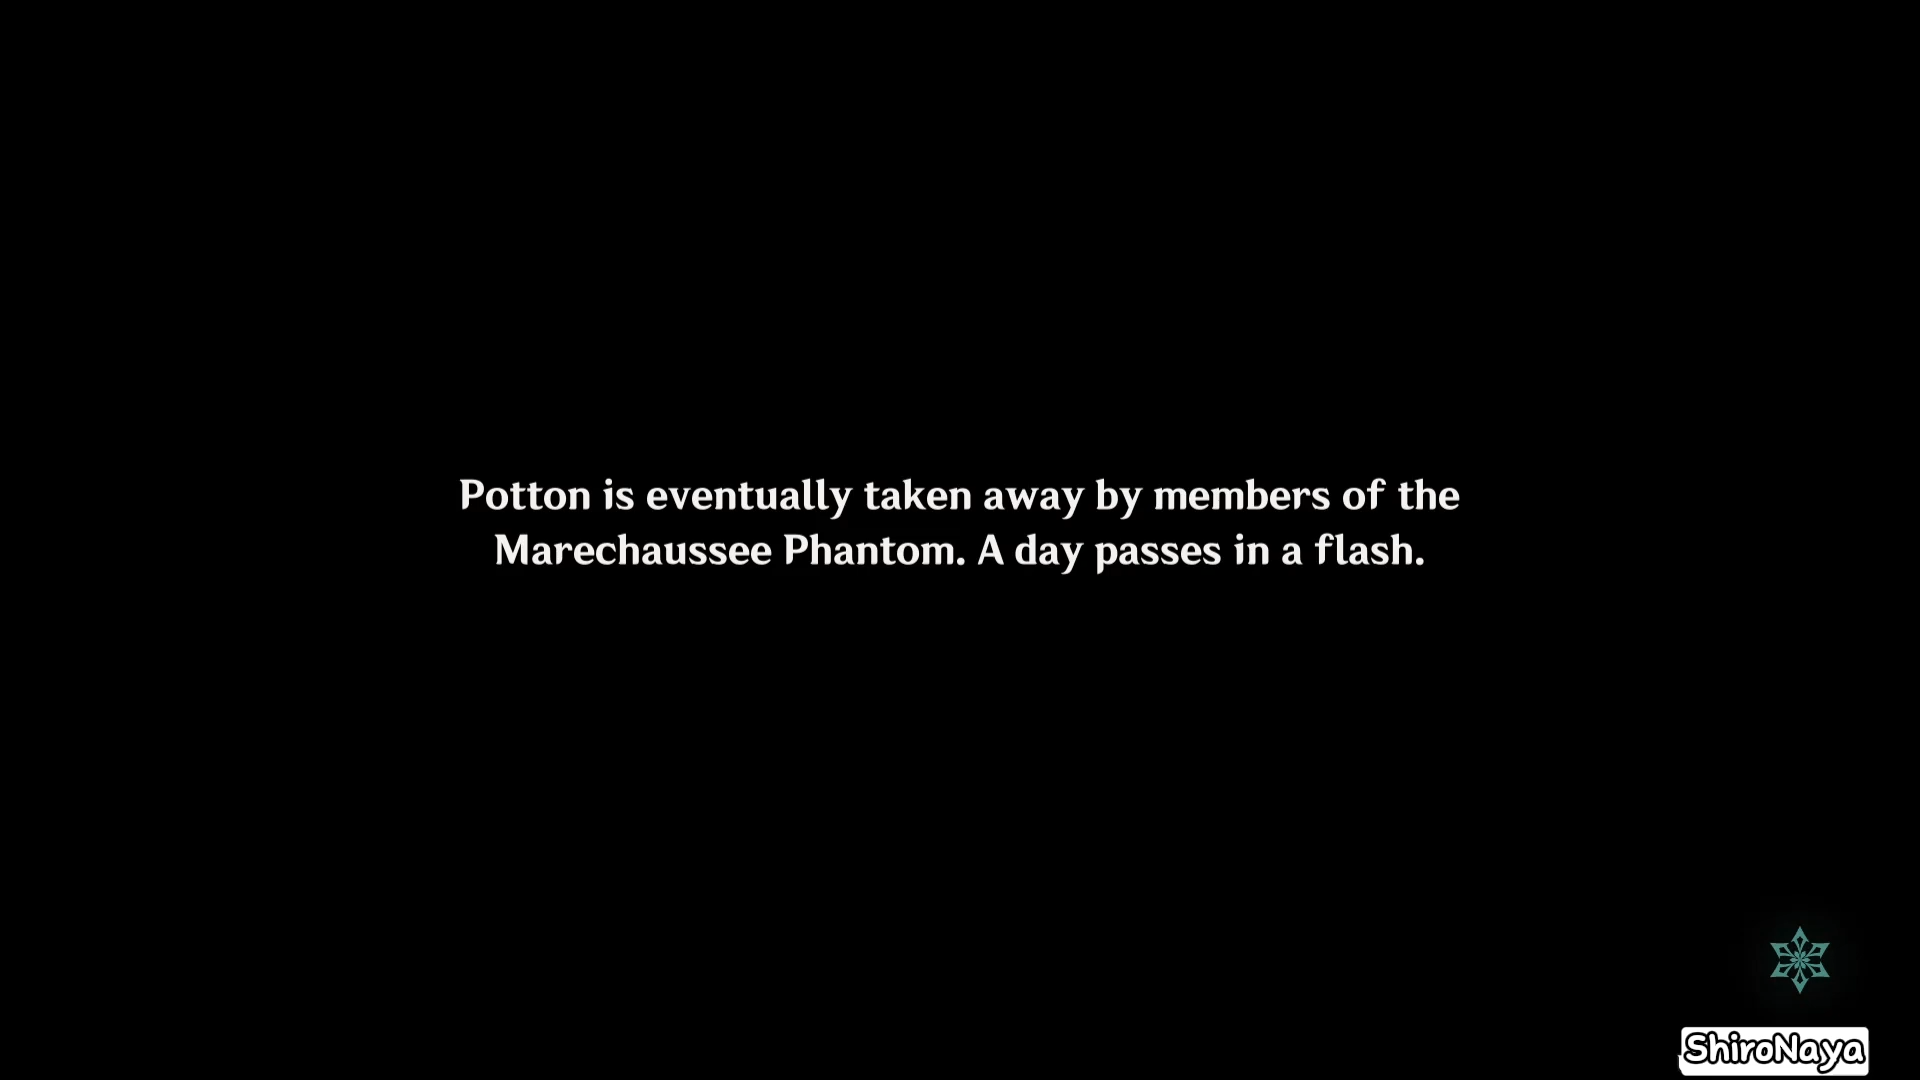 Potton is eventually taken away by members of the
Marechaussee Phantom. A day passes in a flash.
ShiroNaya